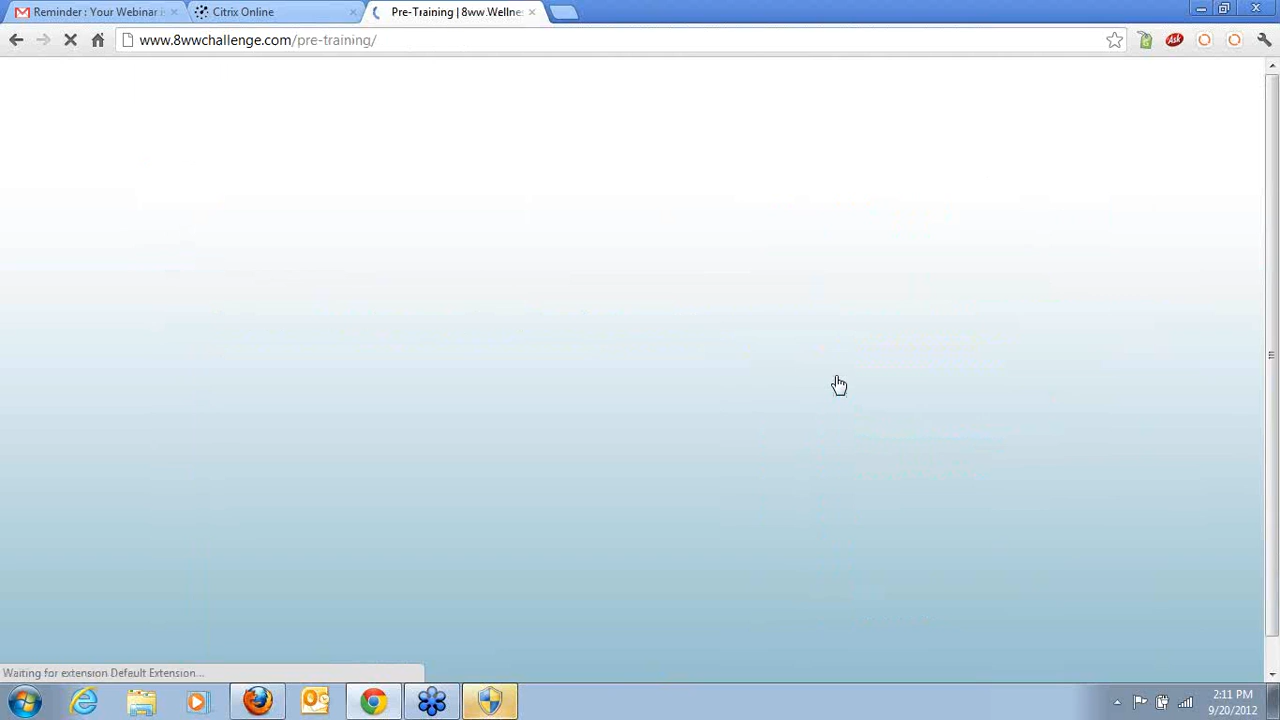 Reminder : Your Webinar i
Citrix Online
Pre-Training | 8ww Wellne
www.8wwchallenge.com/pre-training/
Ask
Waiting for extension Default Extension...
2:11 PM
9/20/2012